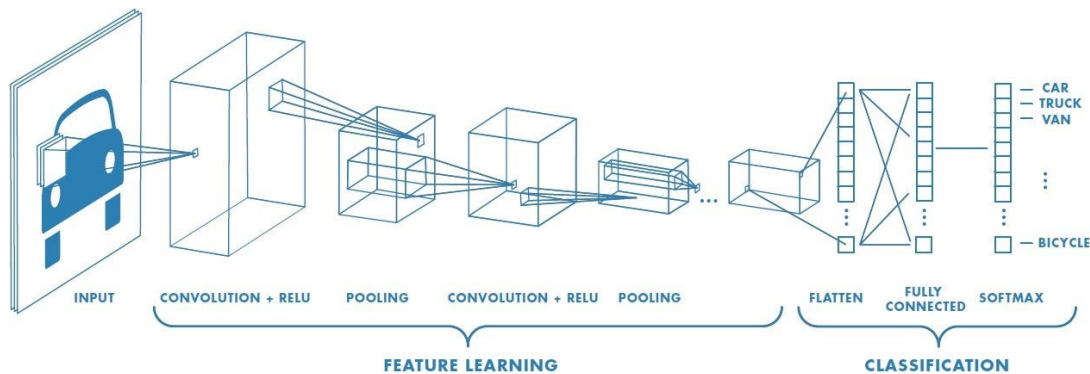 CAR
TRUCK
VAN
BICYCLE
INPUT
CONVOLUTION + RELU
POOLING
CONVOLUTION + RELU
POOLING
FLATTEN
FULLY
CONNECTED
SOFTMAX
FEATURE LEARNING
CLASSIFICATION